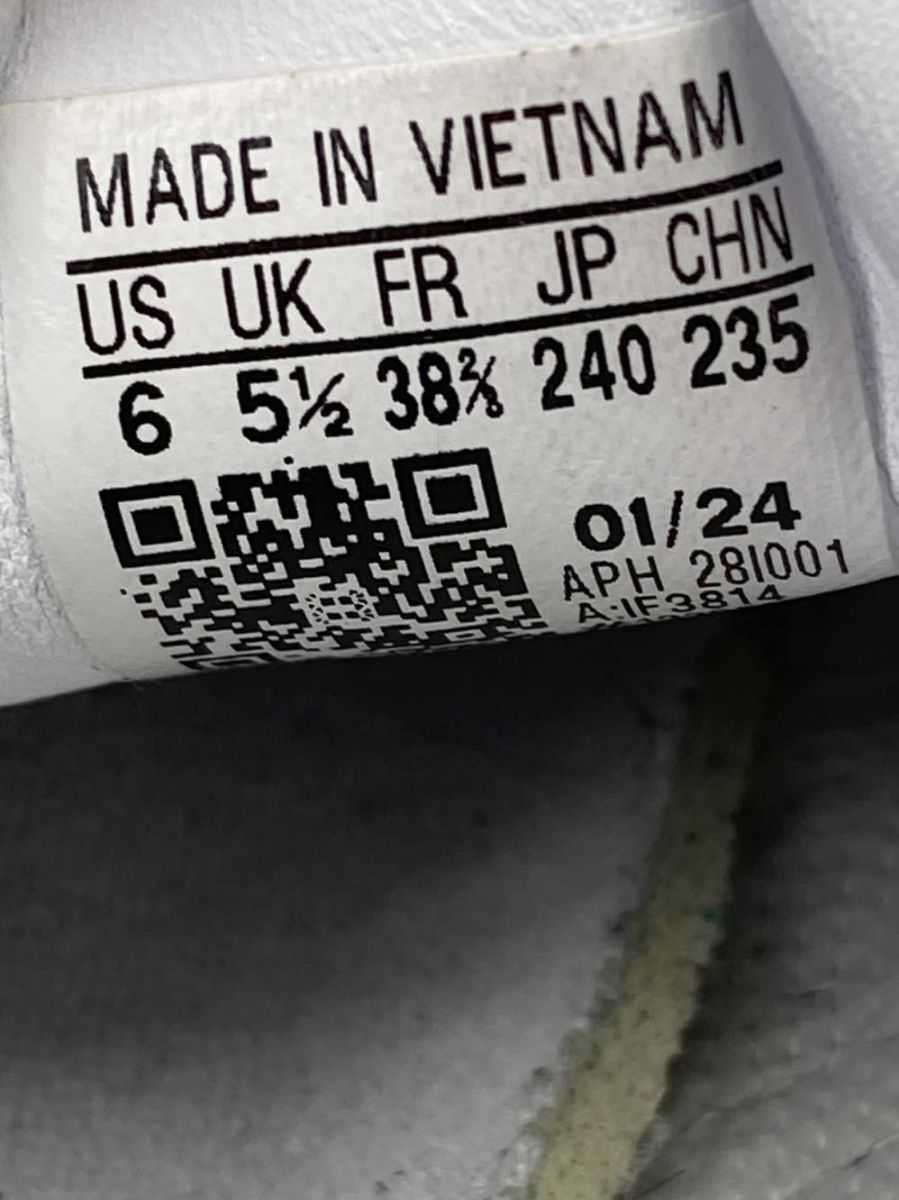 MADE IN VIETNAM
US UK FR JP CHN
6 5½ 38⅔ 240 235
01/24
APH 28I001
A:IF3814